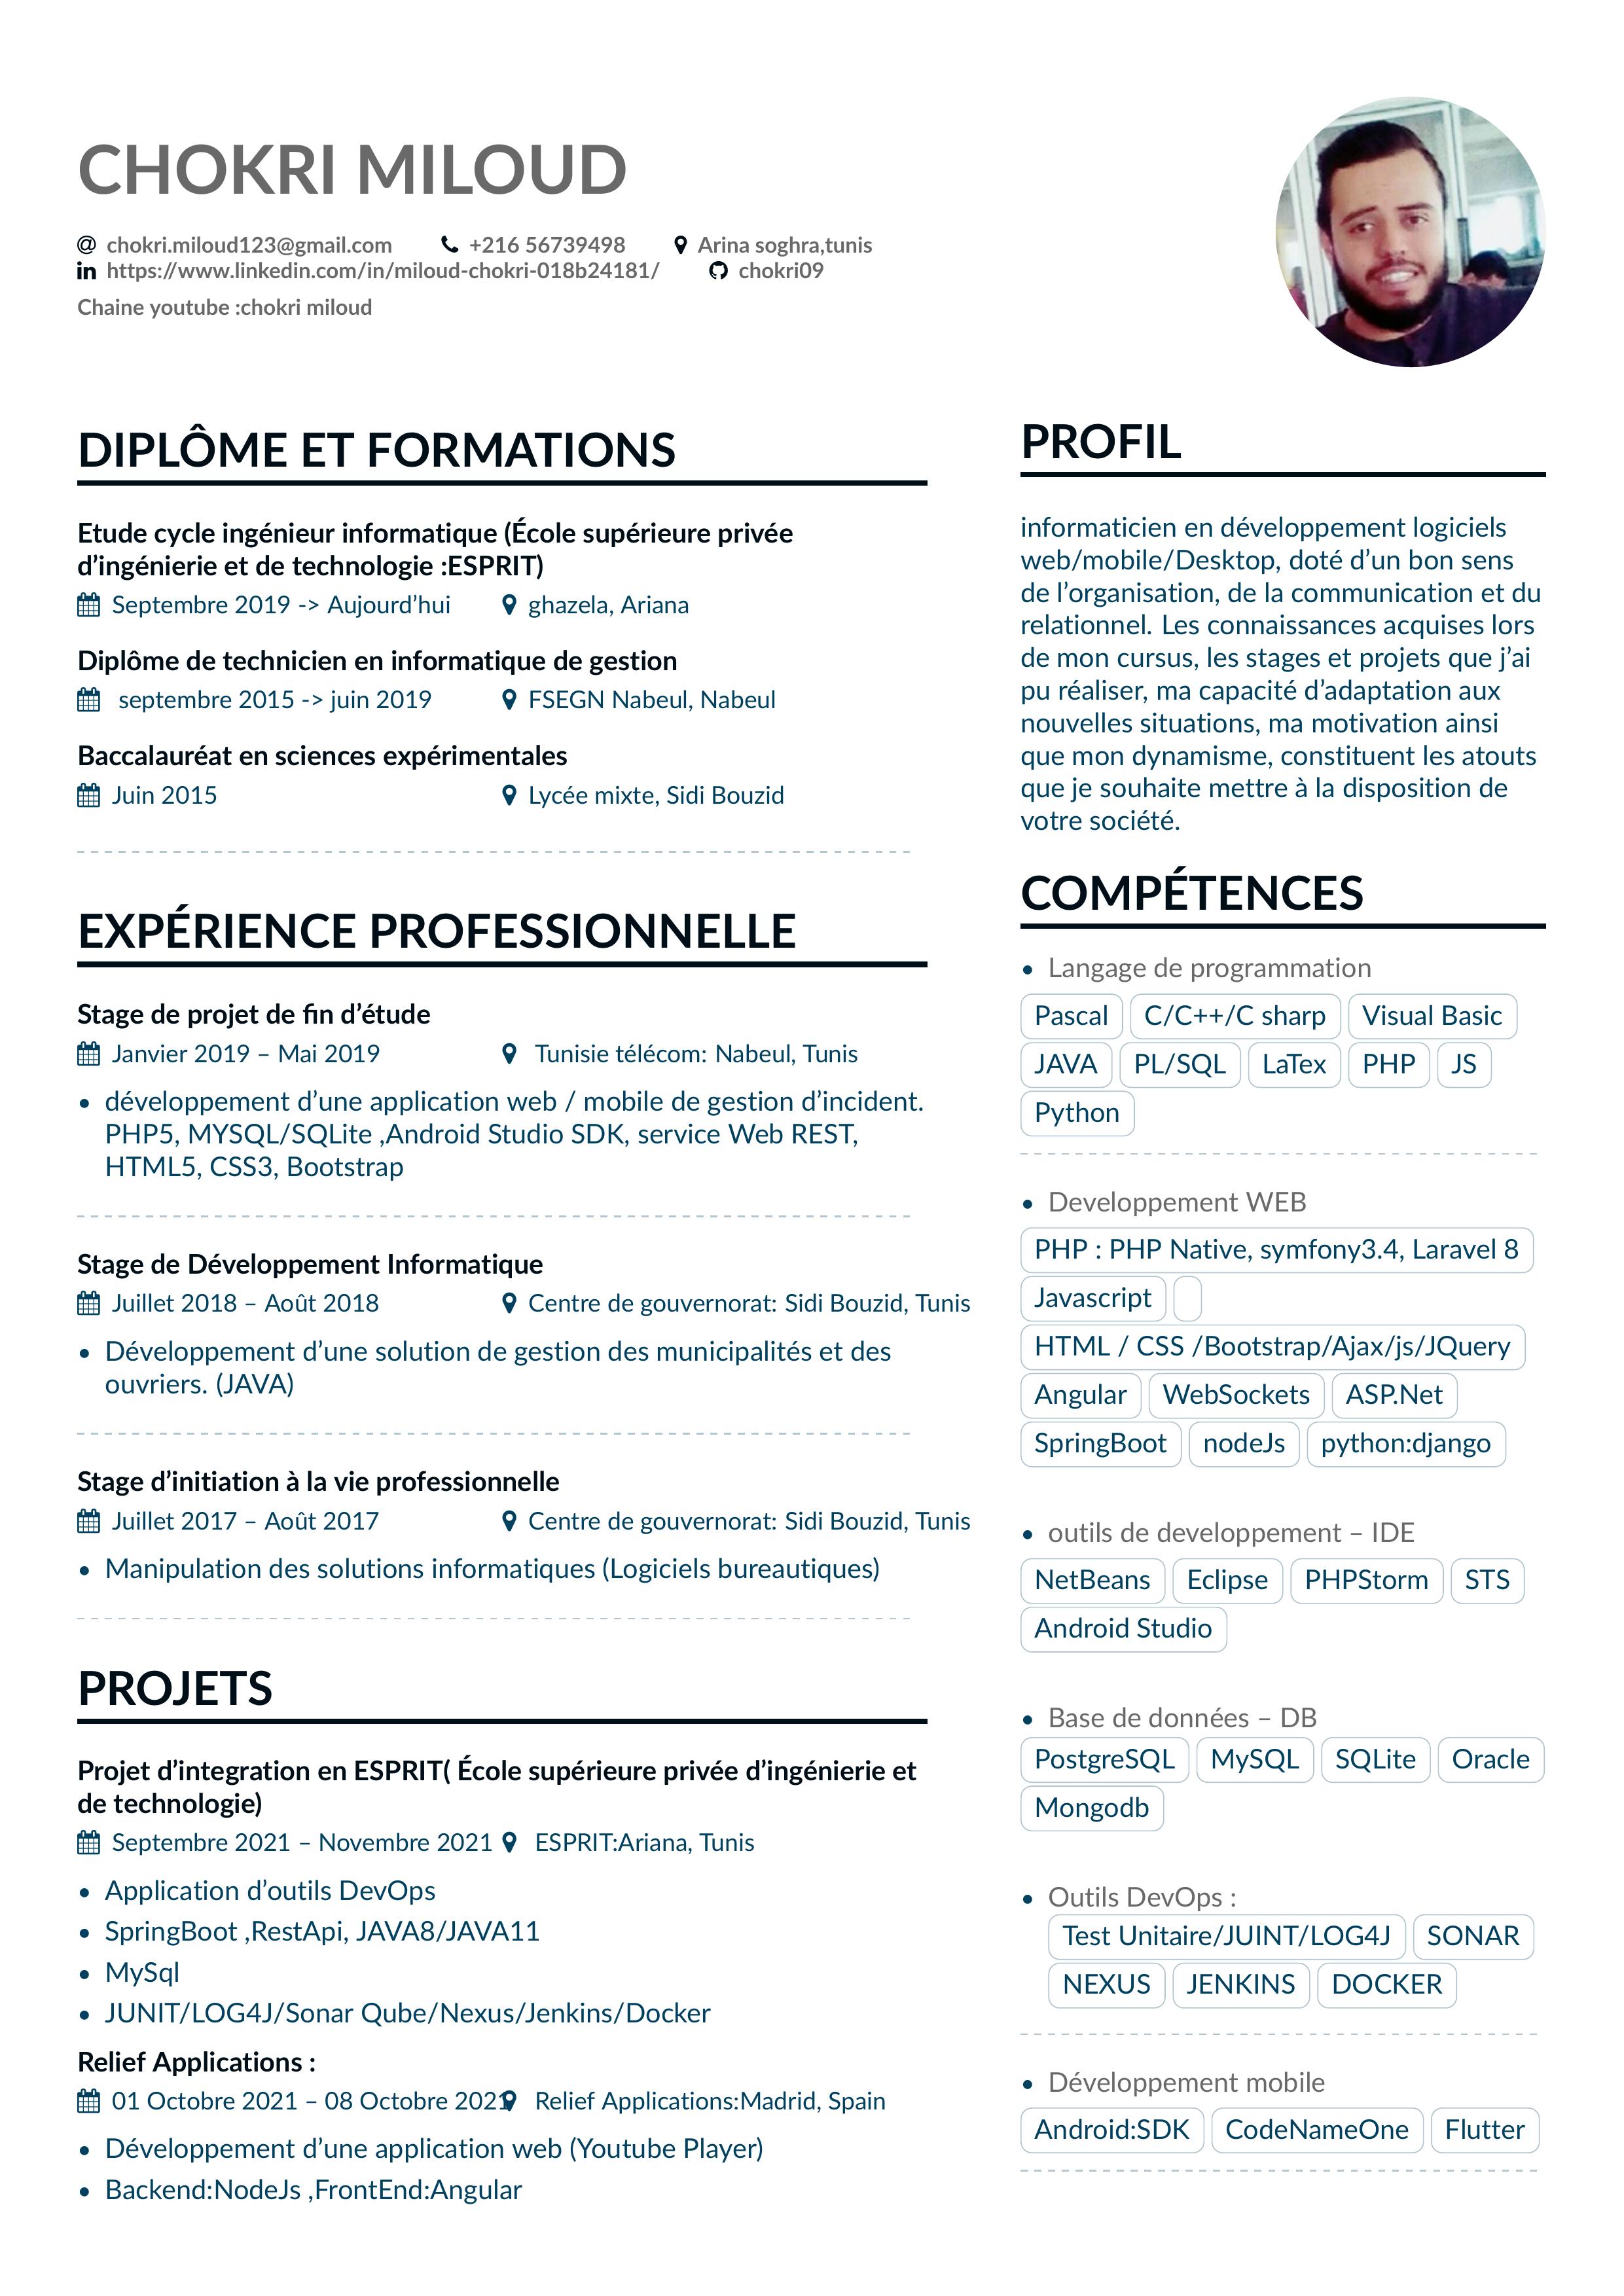 CHOKRI MILOUD
@ chokri.miloud123@gmail.com +216 56739498 Arina soghra,tunis
in https://www.linkedin.com/in/miloud-chokri-018b24181/ chokri09
Chaine youtube :chokri miloud
DIPLÔME ET FORMATIONS
Etude cycle ingénieur informatique (École supérieure privée
d’ingénierie et de technologie :ESPRIT)
Septembre 2019 -> Aujourd’hui ghazela, Ariana
Diplôme de technicien en informatique de gestion
septembre 2015 -> juin 2019 FSEGN Nabeul, Nabeul
Baccalauréat en sciences expérimentales
Juin 2015 Lycée mixte, Sidi Bouzid
EXPÉRIENCE PROFESSIONNELLE
Stage de projet de fin d’étude
Janvier 2019 – Mai 2019 Tunisie télécom: Nabeul, Tunis
• développement d’une application web / mobile de gestion d’incident.
PHP5, MYSQL/SQLite ,Android Studio SDK, service Web REST,
HTML5, CSS3, Bootstrap
Stage de Développement Informatique
Juillet 2018 – Août 2018 Centre de gouvernorat: Sidi Bouzid, Tunis
• Développement d’une solution de gestion des municipalités et des
ouvriers. (JAVA)
Stage d’initiation à la vie professionnelle
Juillet 2017 – Août 2017 Centre de gouvernorat: Sidi Bouzid, Tunis
• Manipulation des solutions informatiques (Logiciels bureautiques)
PROJETS
Projet d’integration en ESPRIT( École supérieure privée d’ingénierie et
de technologie)
Septembre 2021 – Novembre 2021 ESPRIT:Ariana, Tunis
• Application d’outils DevOps
• SpringBoot ,RestApi, JAVA8/JAVA11
• MySql
• JUNIT/LOG4J/Sonar Qube/Nexus/Jenkins/Docker
Relief Applications :
01 Octobre 2021 – 08 Octobre 2021 Relief Applications:Madrid, Spain
• Développement d’une application web (Youtube Player)
• Backend:NodeJs ,FrontEnd:Angular
PROFIL
informaticien en développement logiciels
web/mobile/Desktop, doté d’un bon sens
de l’organisation, de la communication et du
relationnel. Les connaissances acquises lors
de mon cursus, les stages et projets que j’ai
pu réaliser, ma capacité d’adaptation aux
nouvelles situations, ma motivation ainsi
que mon dynamisme, constituent les atouts
que je souhaite mettre à la disposition de
votre société.
COMPÉTENCES
• Langage de programmation
Pascal C/C++/C sharp Visual Basic
JAVA PL/SQL LaTex PHP JS
Python
• Developpement WEB
PHP : PHP Native, symfony3.4, Laravel 8
Javascript
HTML / CSS /Bootstrap/Ajax/js/JQuery
Angular WebSockets ASP.Net
SpringBoot nodeJs python:django
• outils de developpement – IDE
NetBeans Eclipse PHPStorm STS
Android Studio
• Base de données – DB
PostgreSQL MySQL SQLite Oracle
Mongodb
• Outils DevOps :
Test Unitaire/JUINT/LOG4J SONAR
NEXUS JENKINS DOCKER
• Développement mobile
Android:SDK CodeNameOne Flutter